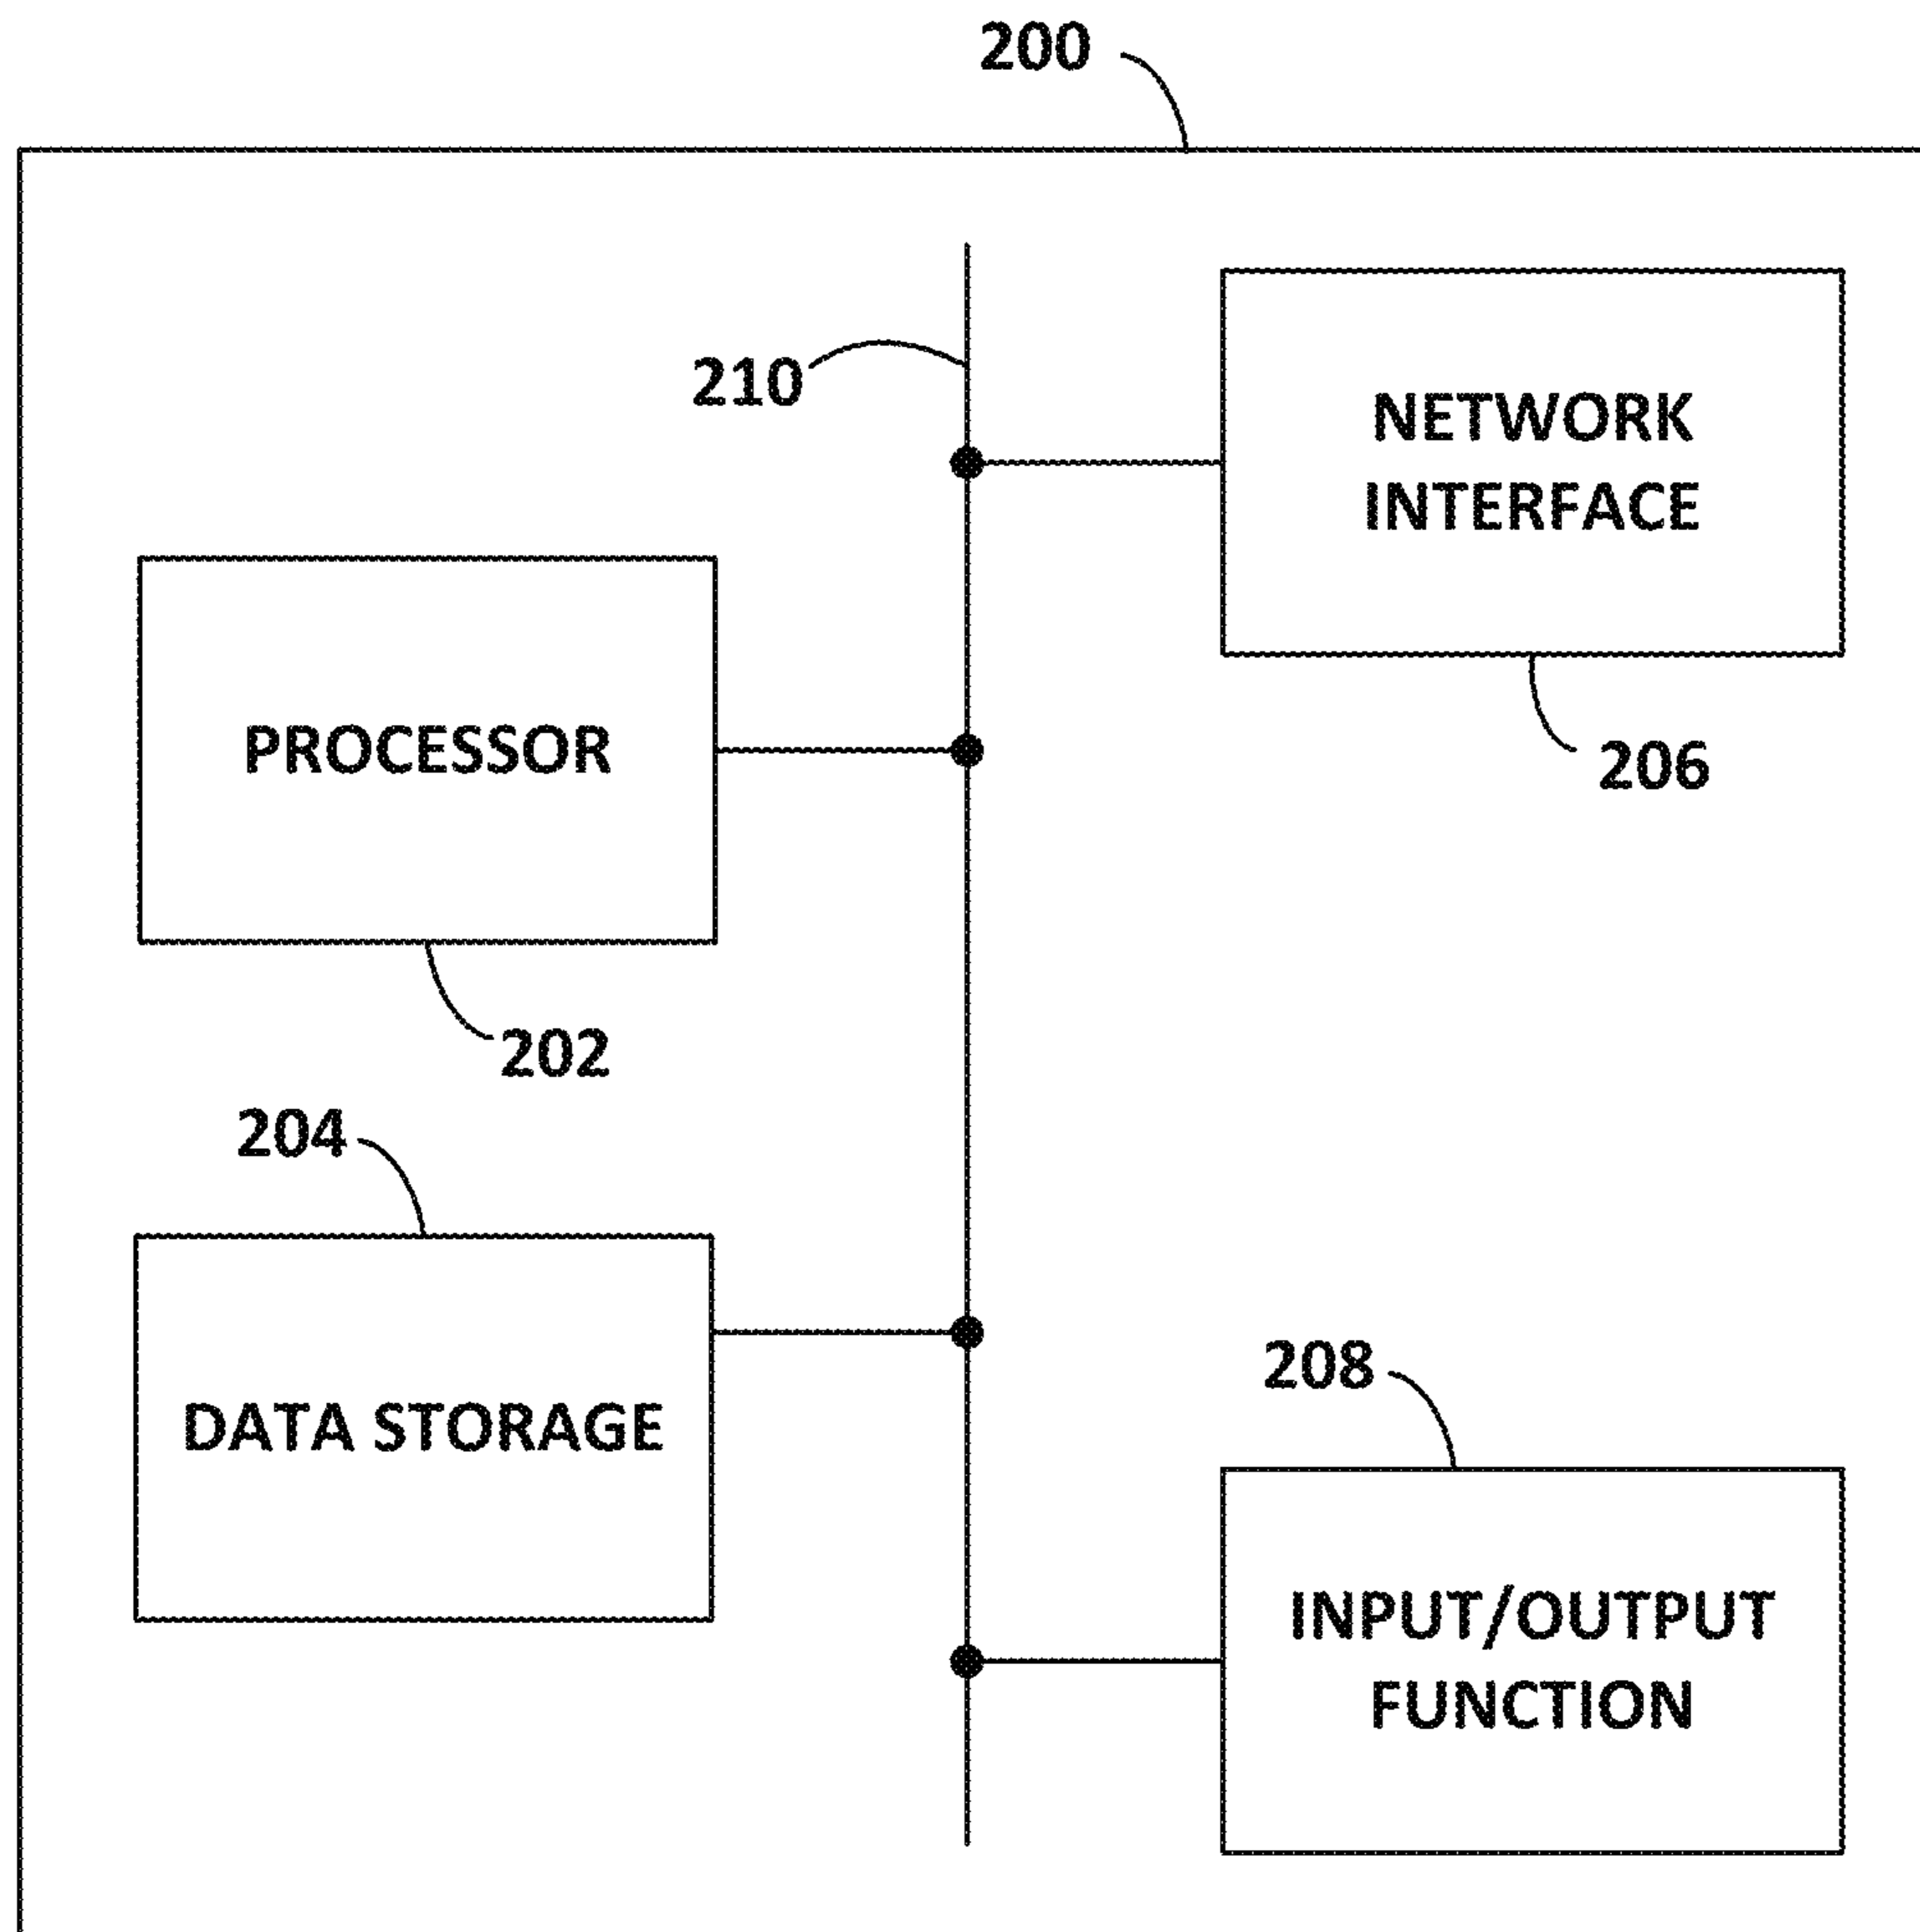 200
210
NETWORK
INTERFACE
206
PROCESSOR
202
204
DATA STORAGE
208
INPUT/OUTPUT
FUNCTION